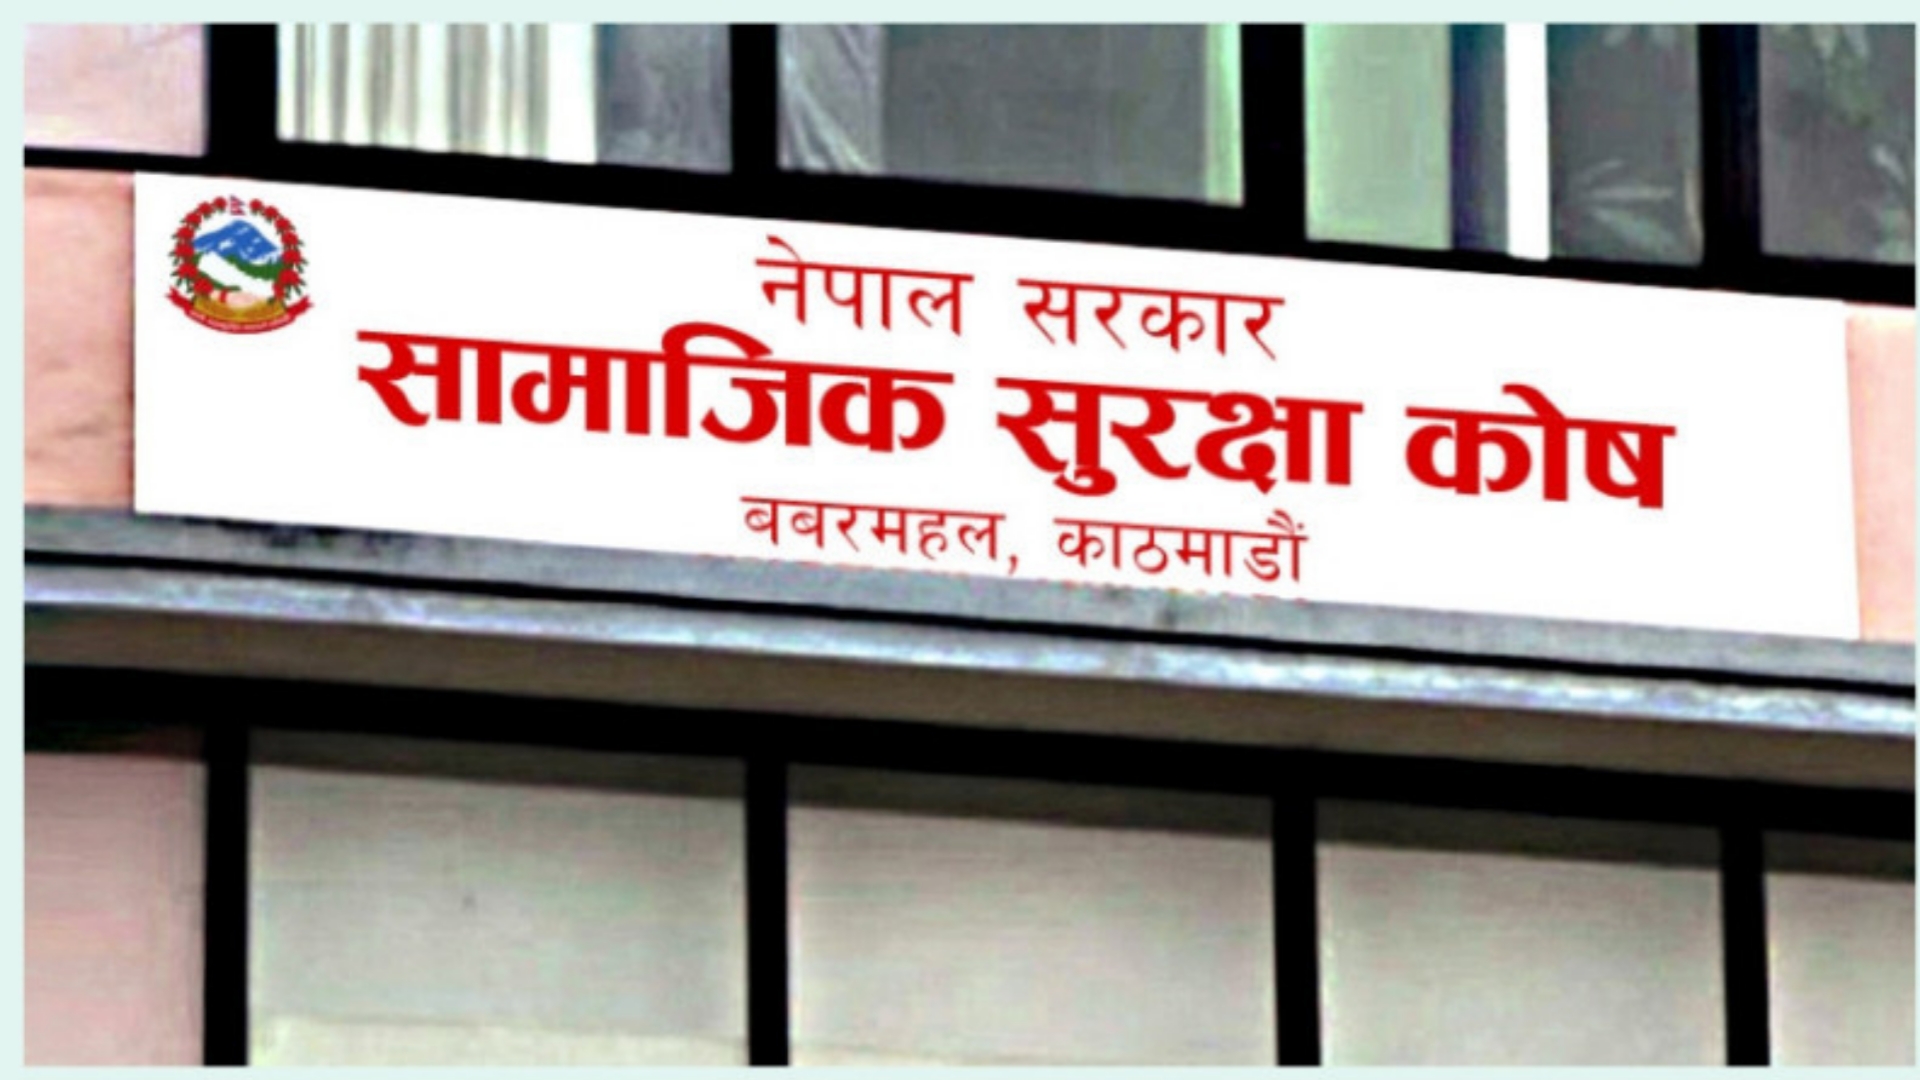 नेपाल सरकार
सामाजिक सुरक्षा कोष
बबरमहल, काठमाडौं